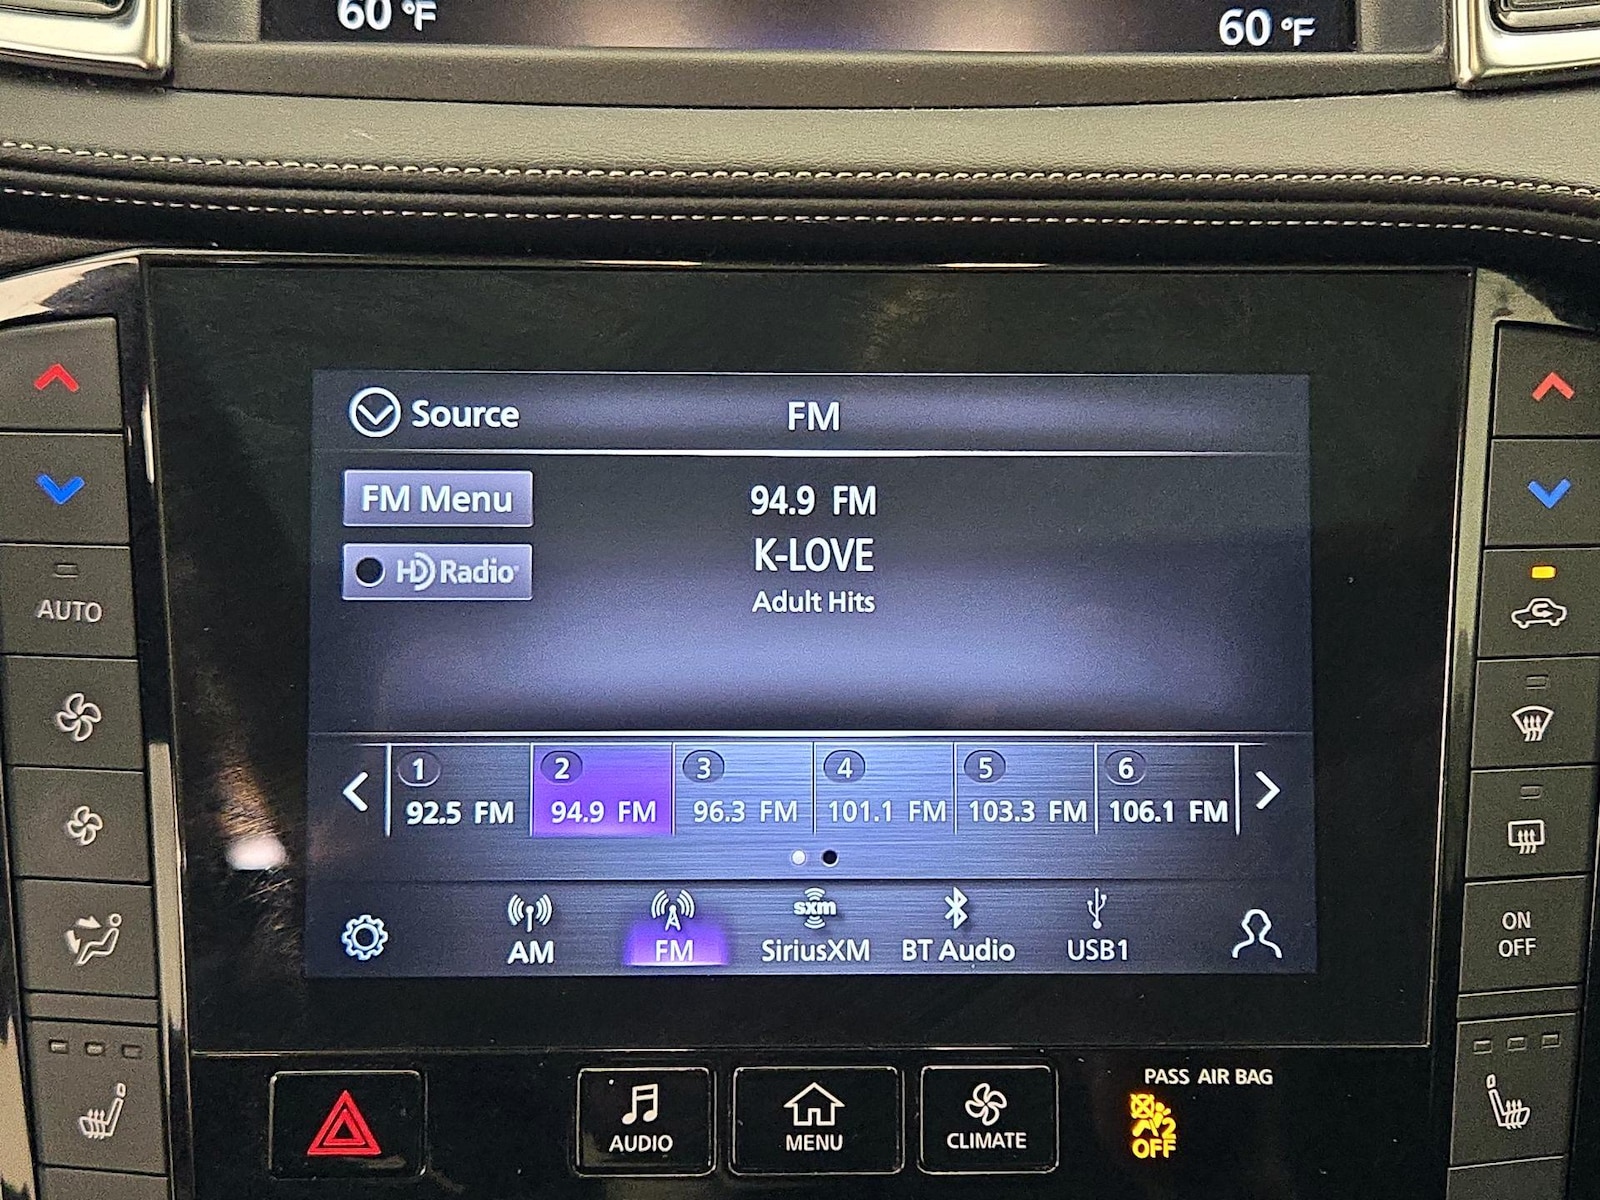 60 °F
60 °F
Source
FM
FM Menu
94.9 FM
HD Radio
K-LOVE
Adult Hits
AUTO
1
2
3
4
5
6
92.5 FM
94.9 FM
96.3 FM
101.1 FM
103.3 FM
106.1 FM
sxm
AM
FM
SiriusXM
BT Audio
USB1
ON
OFF
PASS AIR BAG
AUDIO
MENU
CLIMATE
2
OFF